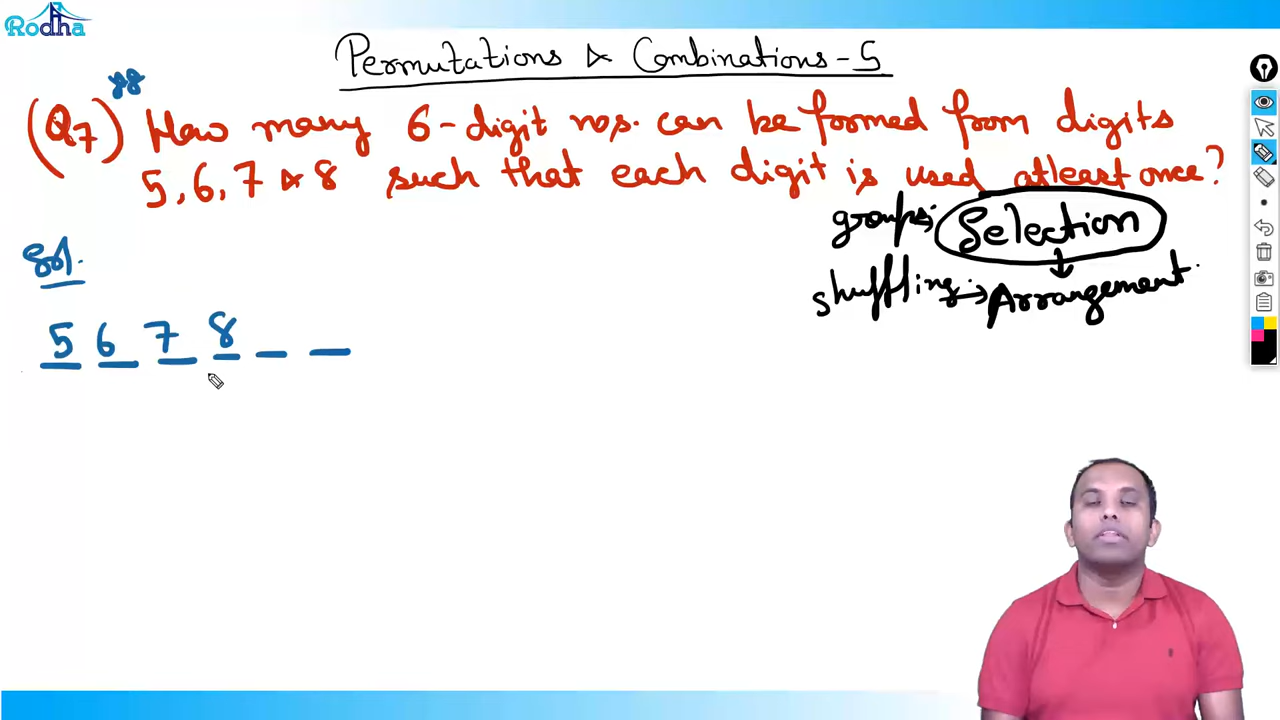 Rodha
Permutations & Combinations-5
(Q7)** How many 6-digit nos. can be formed from digits
5, 6, 7 & 8 such that each digit is used atleast once?
groups Selection
shuffling Arrangement
Sol.
5 6 7 8 _ _